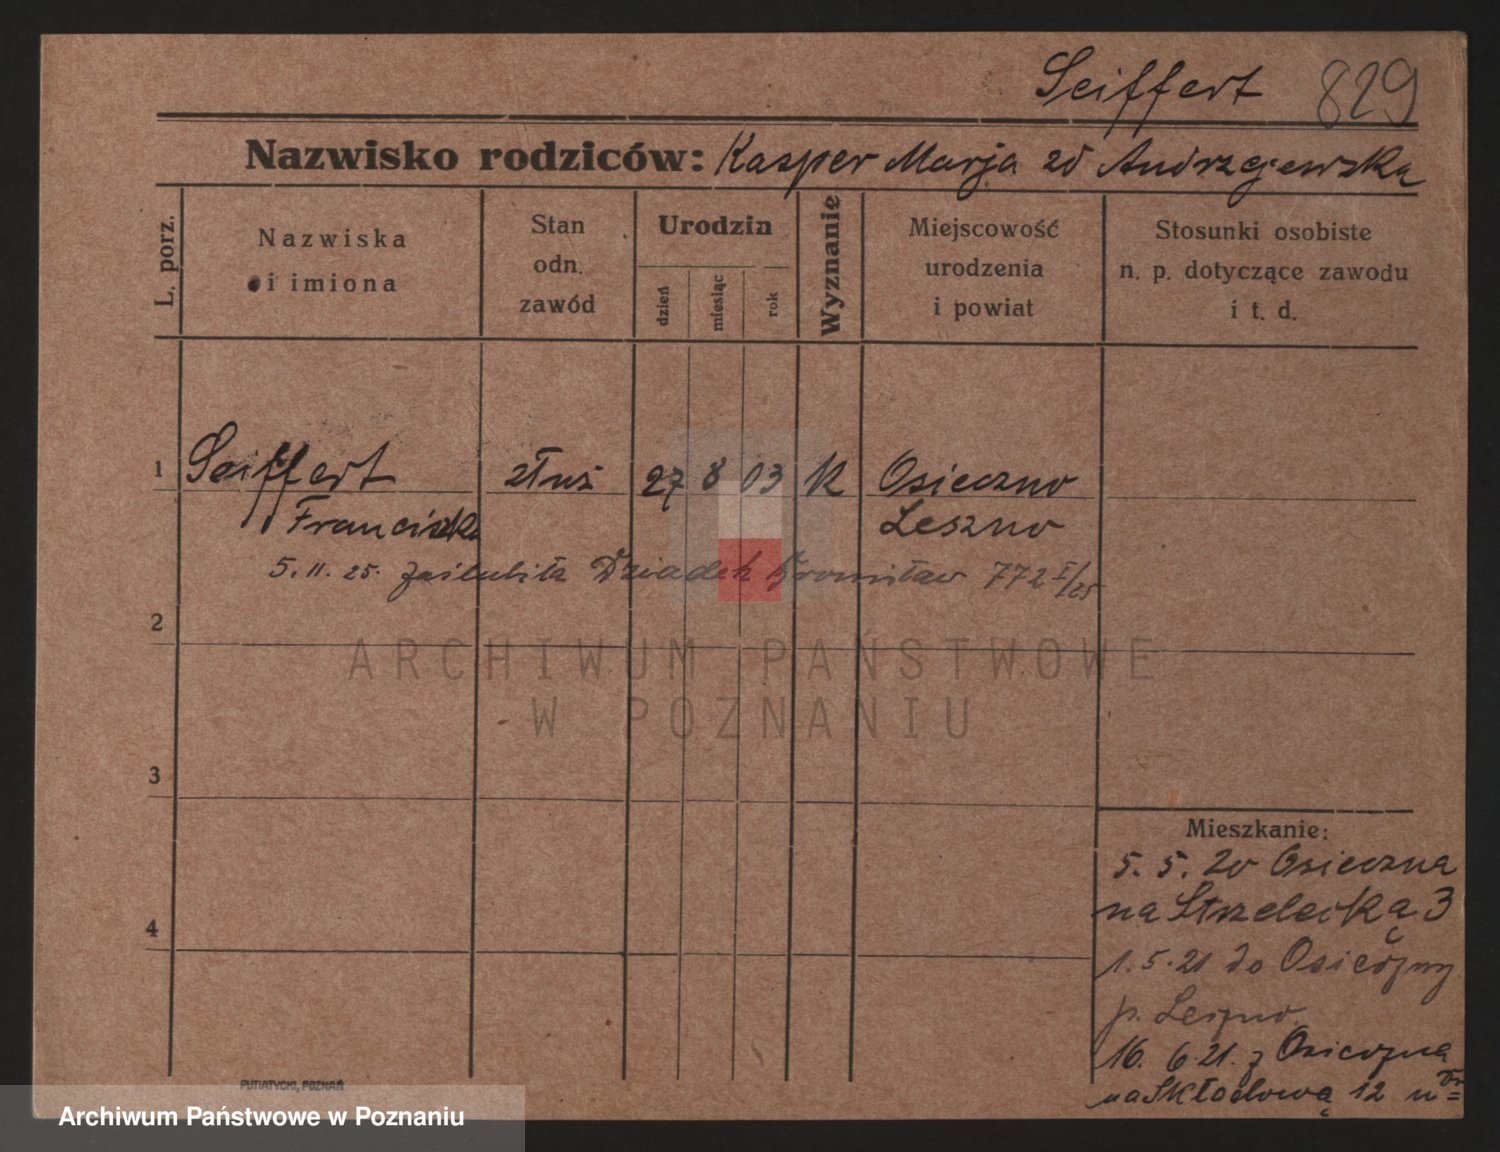 Seiffert 829
Nazwisko rodziców: Kasper Marja zd Andrzejewska
L. porz.
Nazwiska
i imiona
Stan
odn.
zawód
Urodzin
dzień miesiąc rok
Wyznanie
Miejscowość
urodzenia
i powiat
Stosunki osobiste
n. p. dotyczące zawodu
i t. d.
1 Seiffert służ 27 8 03 K Osieczno
Franciszka Leszno
5. 11. 25. zaślubiła Dziadek Bronisław 772 I/25
2
ARCHIWUM PAŃSTWOWE
W POZNANIU
3
Mieszkanie:
5. 5. 20 Osieczna
na Strzelecką 3
4
1. 5. 21 do Osieczny
p. Leszno
16. 6. 21. z Osieczna
na Składową 12
PUTIATYCKI, POZNAŃ
Archiwum Państwowe w Poznaniu